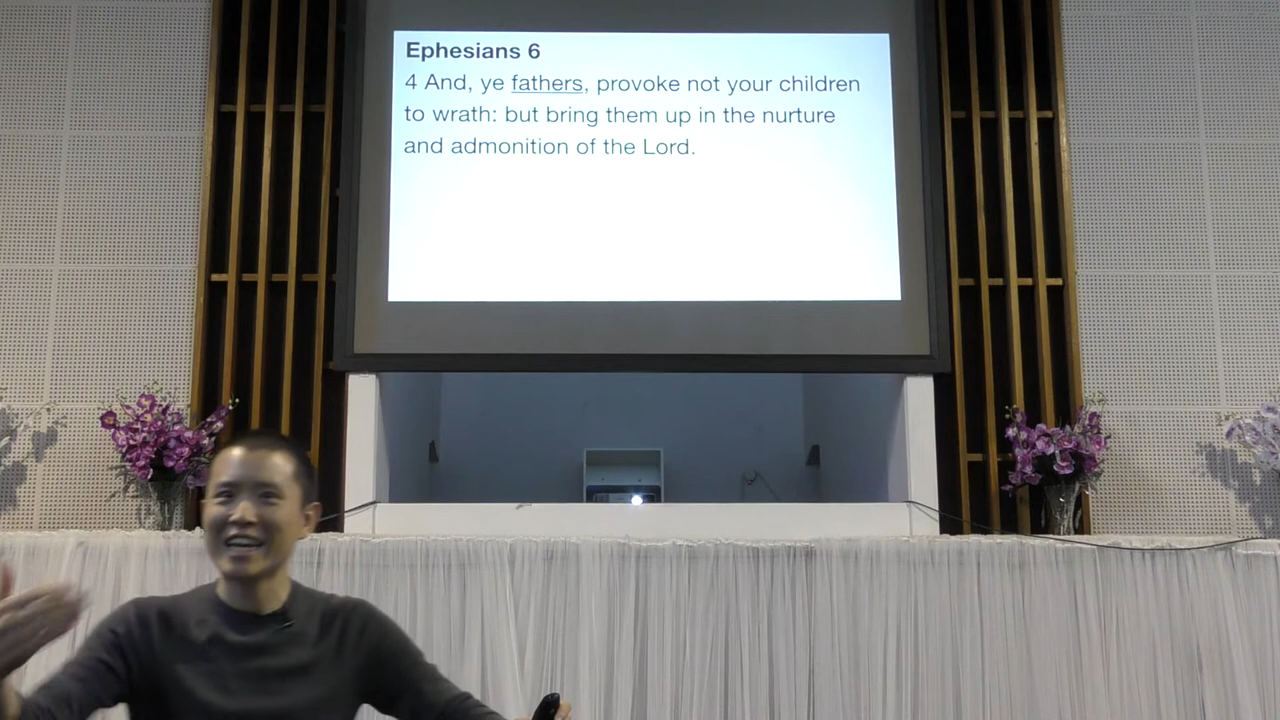 Ephesians 6
4 And, ye fathers, provoke not your children
to wrath: but bring them up in the nurture
and admonition of the Lord.